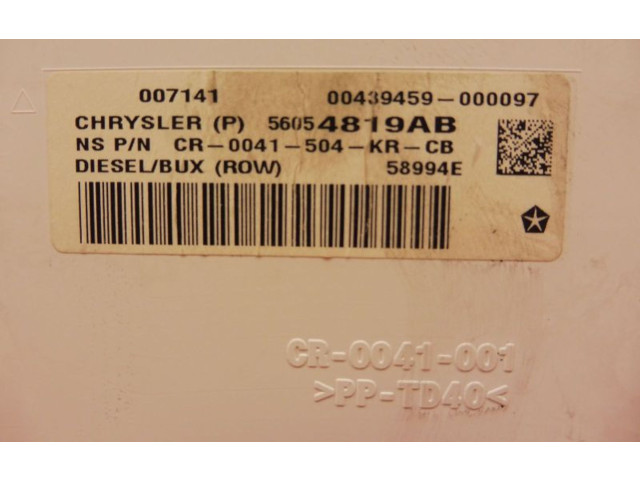 007141 00439459-000097
CHRYSLER (P) 56054819AB
NS P/N CR-0041-504-KR-CB
DIESEL/BUX (ROW) 58994E
CR-0041-001
>PP-TD40<